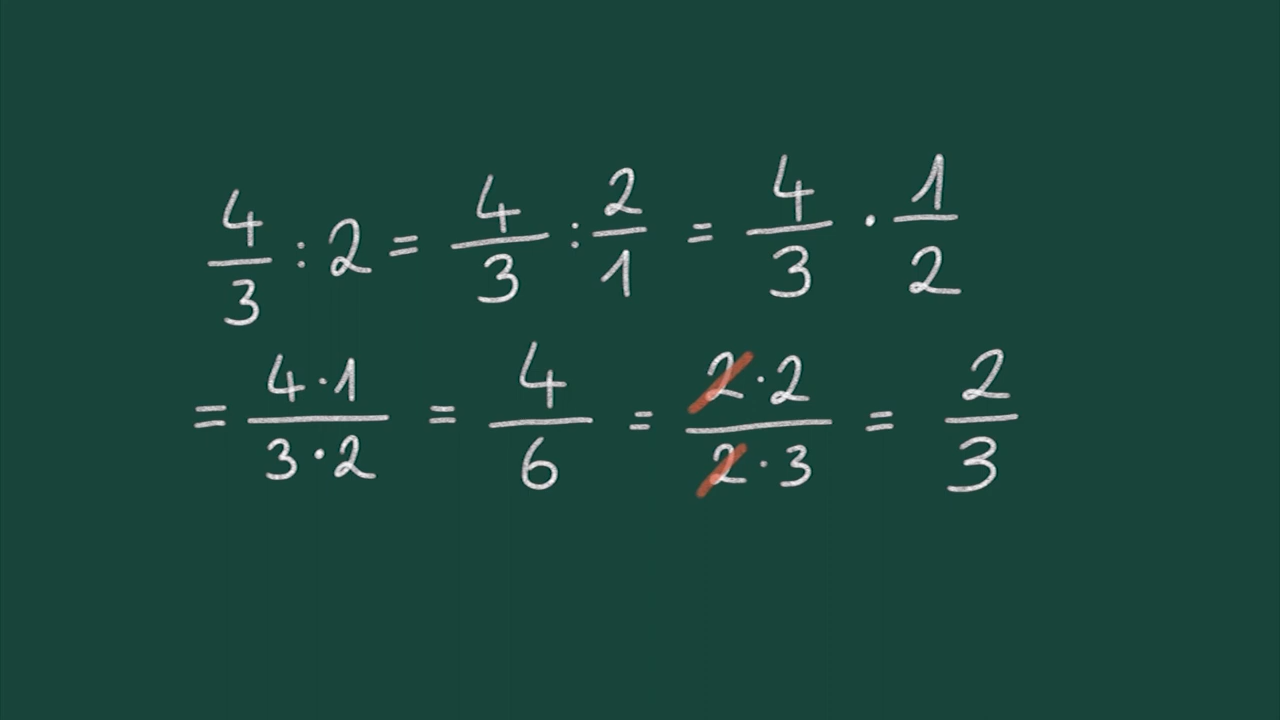 4/3 : 2 = 4/3 : 2/1 = 4/3 · 1/2
= 4·1/3·2 = 4/6 = 2·2/2·3 = 2/3